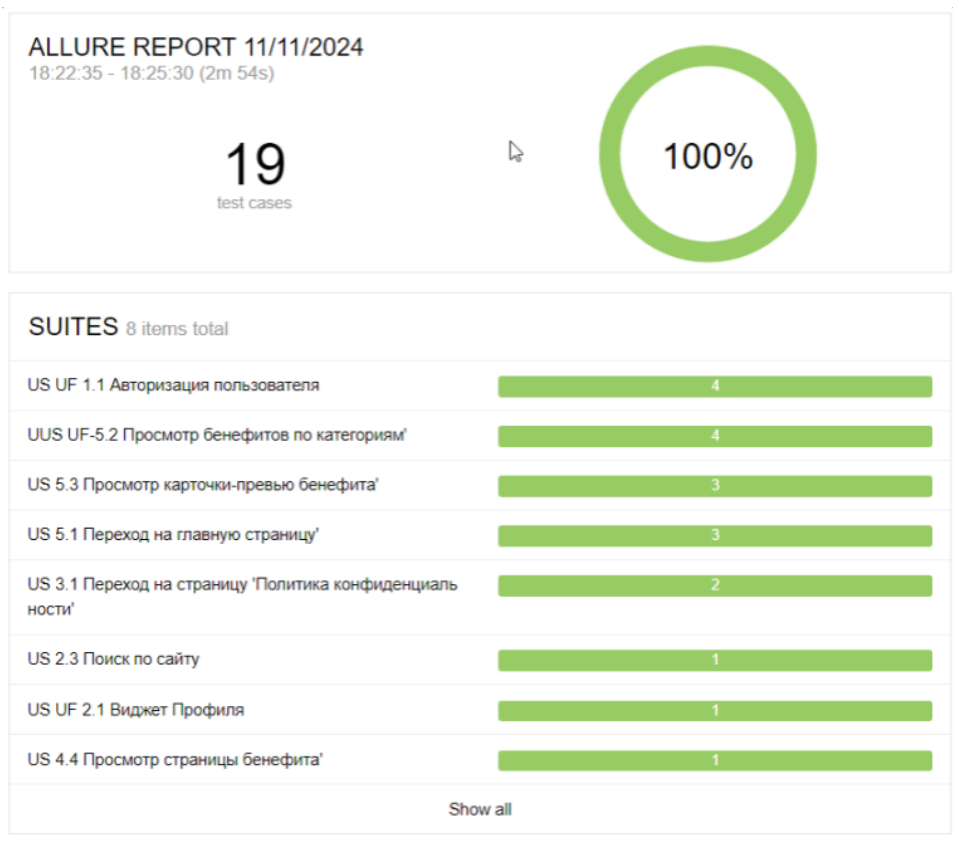 ALLURE REPORT 11/11/2024
18:22:35 - 18:25:30 (2m 54s)
19
test cases
100%
SUITES 8 items total
US UF 1.1 Авторизация пользователя 4
UUS UF-5.2 Просмотр бенефитов по категориям' 4
US 5.3 Просмотр карточки-превью бенефита' 3
US 5.1 Переход на главную страницу' 3
US 3.1 Переход на страницу 'Политика конфиденциаль 2
ности'
US 2.3 Поиск по сайту 1
US UF 2.1 Виджет Профиля 1
US 4.4 Просмотр страницы бенефита' 1
Show all